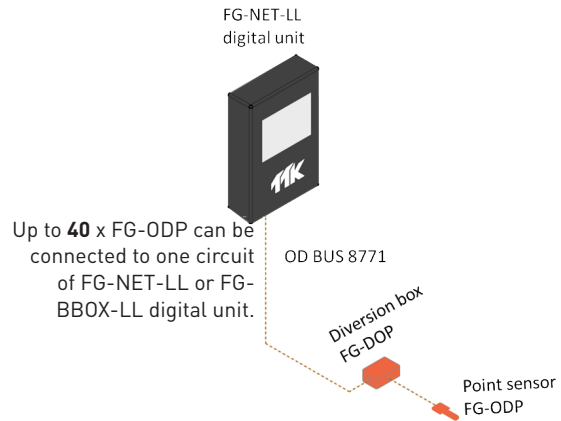 FG-NET-LL
digital unit
TTK
Up to 40 x FG-ODP can be
connected to one circuit
of FG-NET-LL or FG-
BBOX-LL digital unit.
OD BUS 8771
Diversion box
FG-DOP
Point sensor
FG-ODP